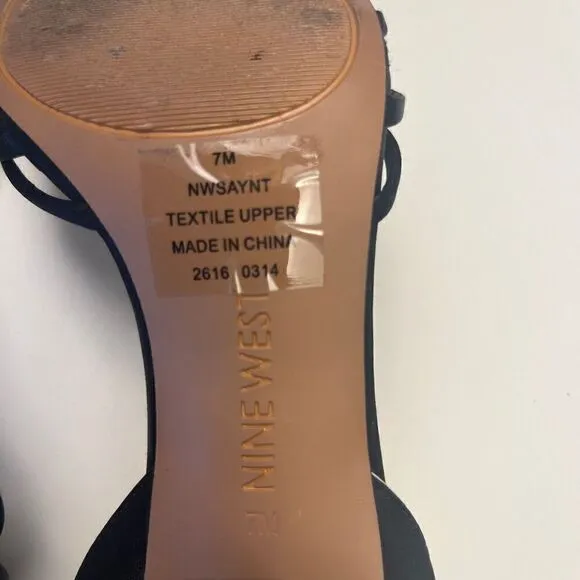 7M
NWSAYNT
TEXTILE UPPER
MADE IN CHINA
2616 0314
NINE WEST